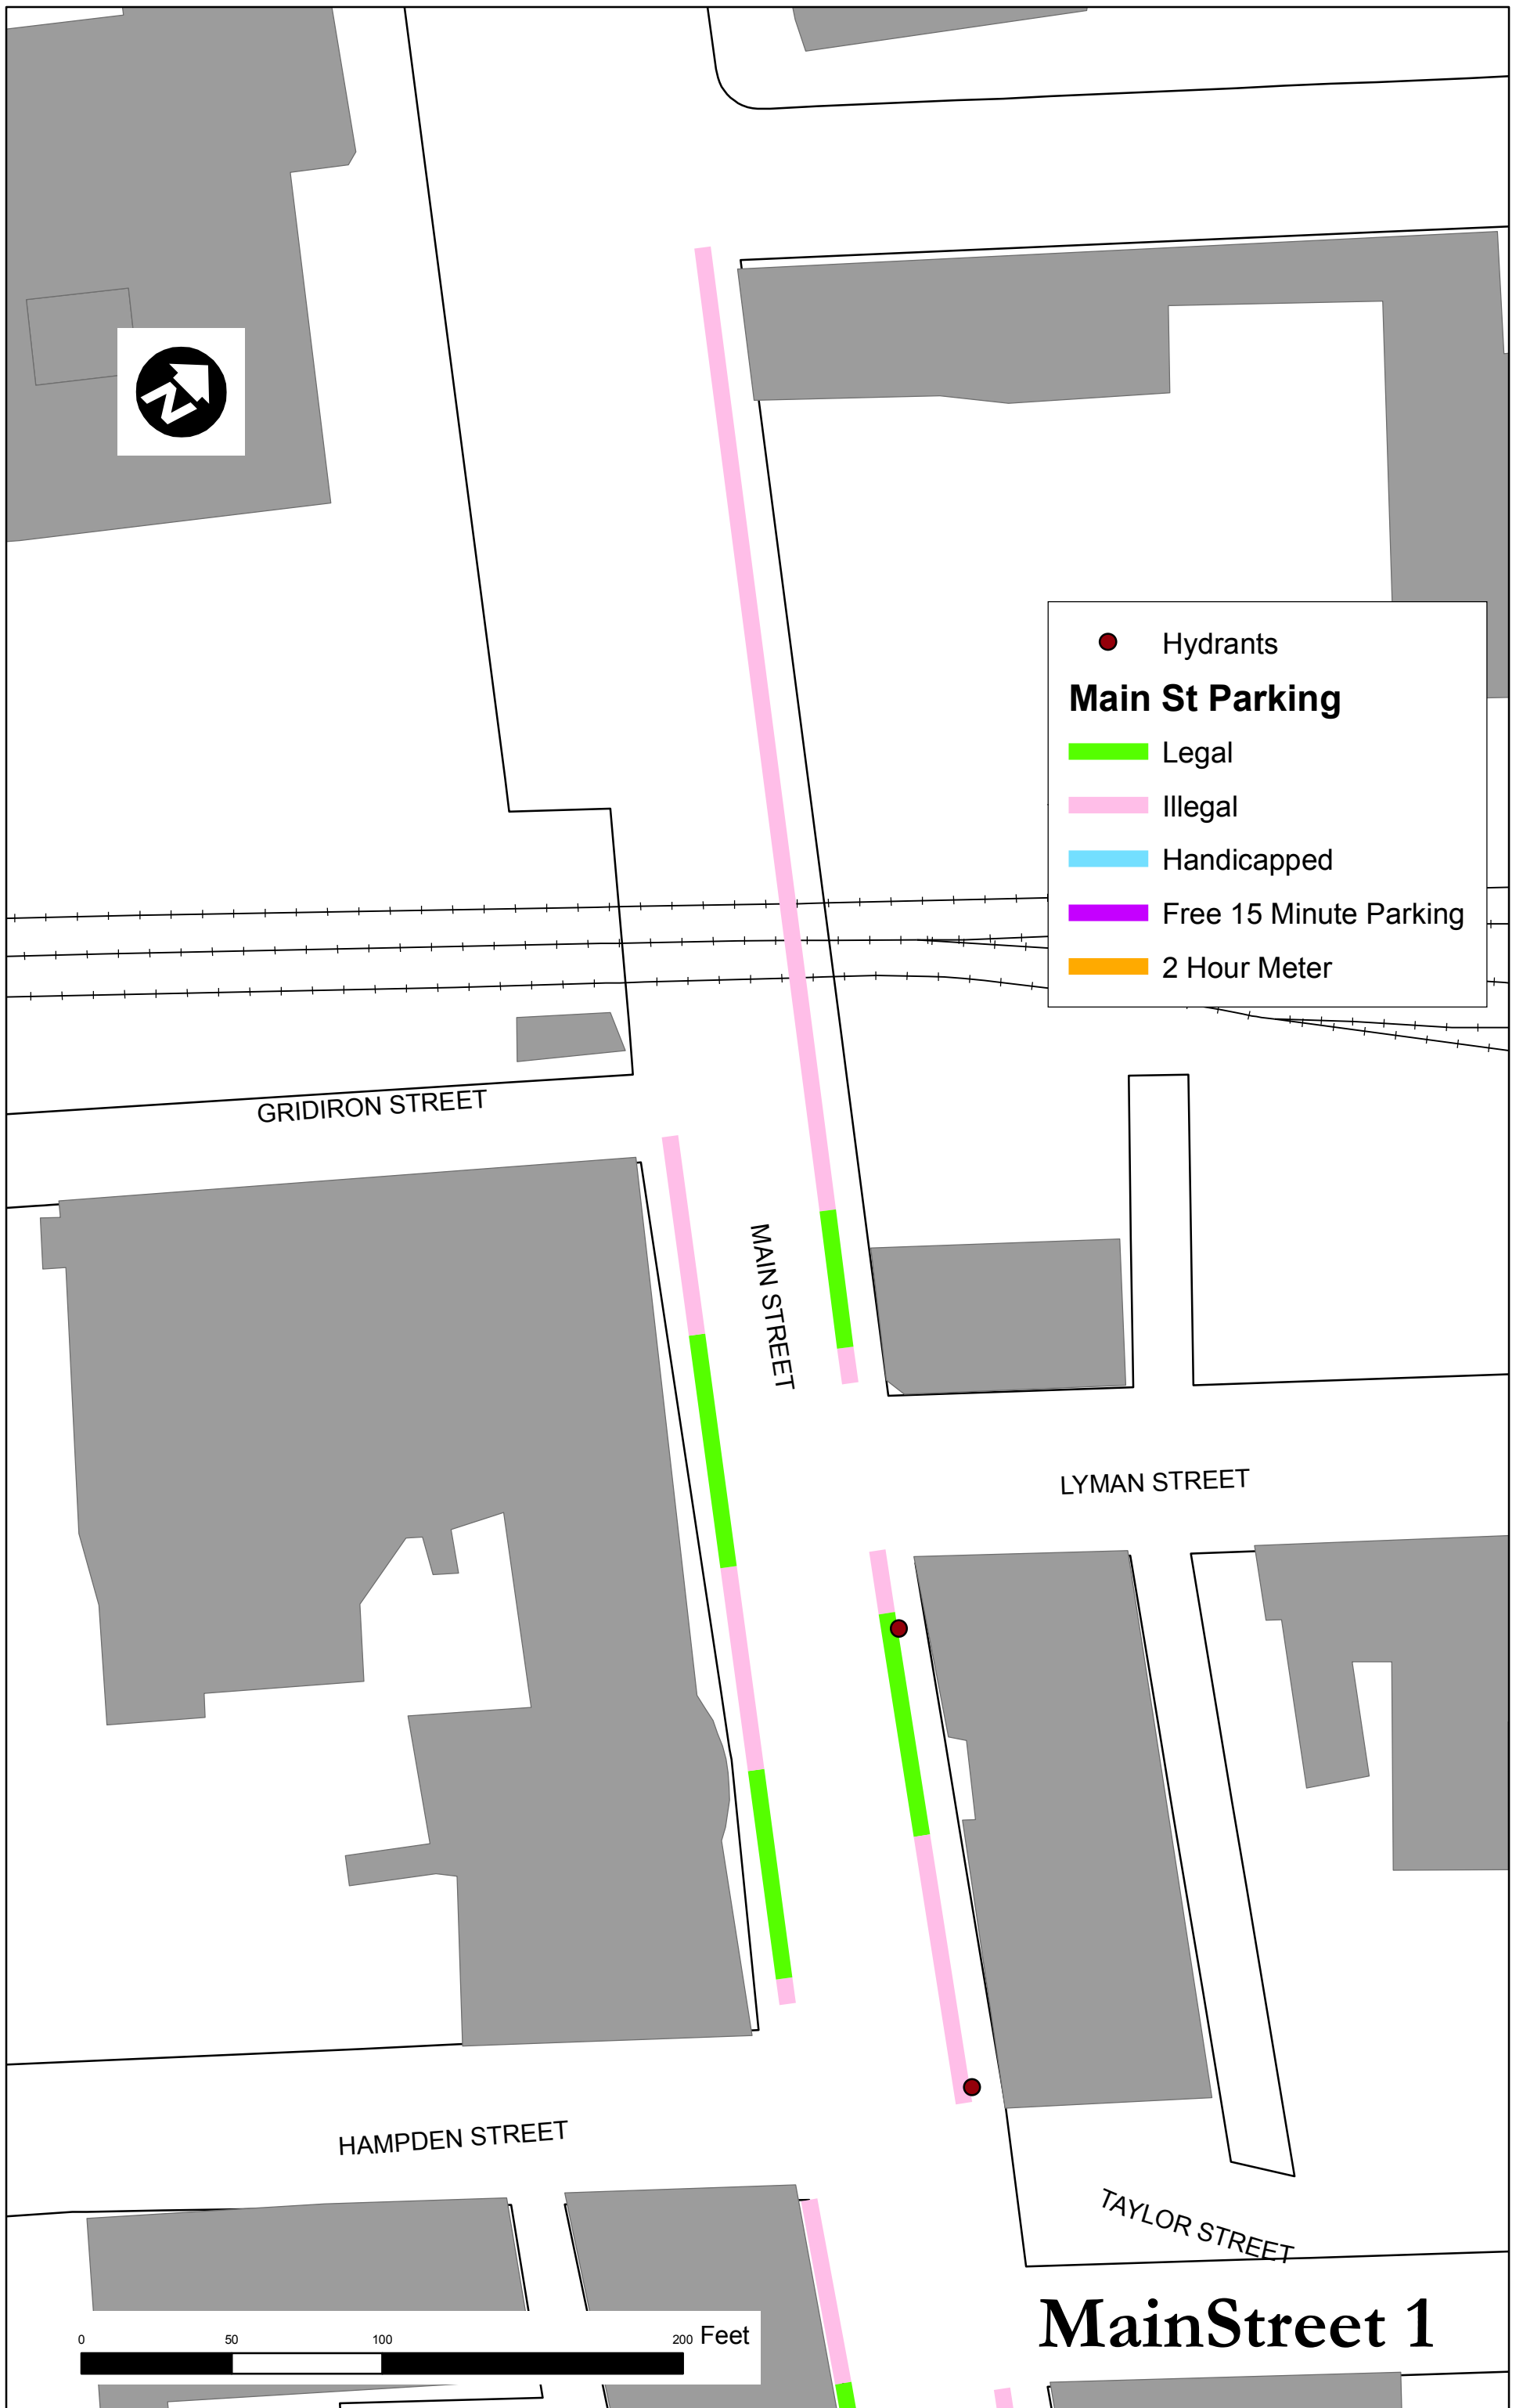 N
Hydrants
Main St Parking
Legal
Illegal
Handicapped
Free 15 Minute Parking
2 Hour Meter
GRIDIRON STREET
MAIN STREET
LYMAN STREET
HAMPDEN STREET
TAYLOR STREET
MainStreet 1
0 50 100 200 Feet